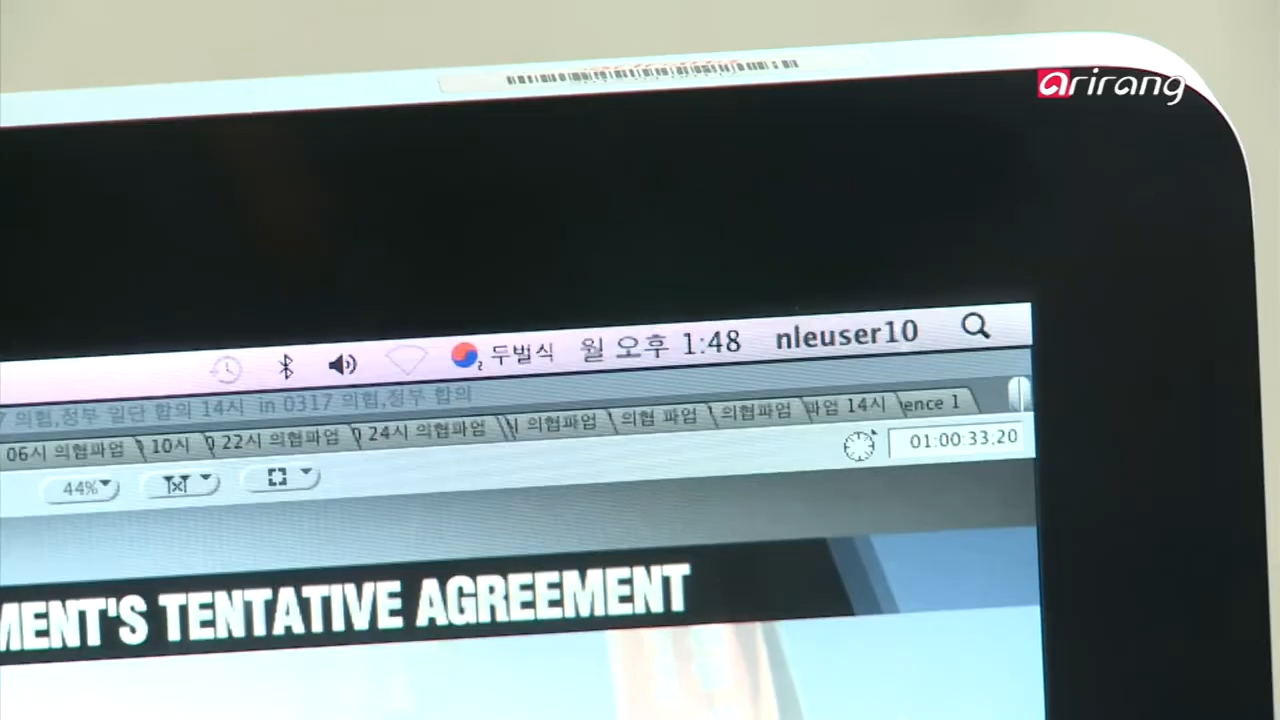 arirang
두벌식 월 오후 1:48 nleuser10
7 의협,정부 일단 합의 14시 in 0317 의협,정부 합의
06시 의협파업 10시 22시 의협파업 24시 의협파업 의협파업 의협 파업 의협파업 파업 14시 ence 1
44% 01:00:33.20
MENT'S TENTATIVE AGREEMENT